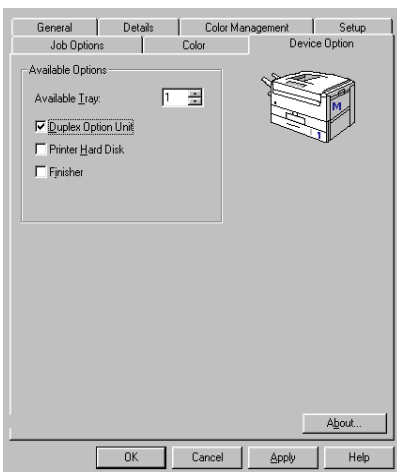 General Details Color Management Setup
Job Options Color Device Option
Available Options
Available Tray: 1
Duplex Option Unit
Printer Hard Disk
Finisher
M
1
About...
OK Cancel Apply Help